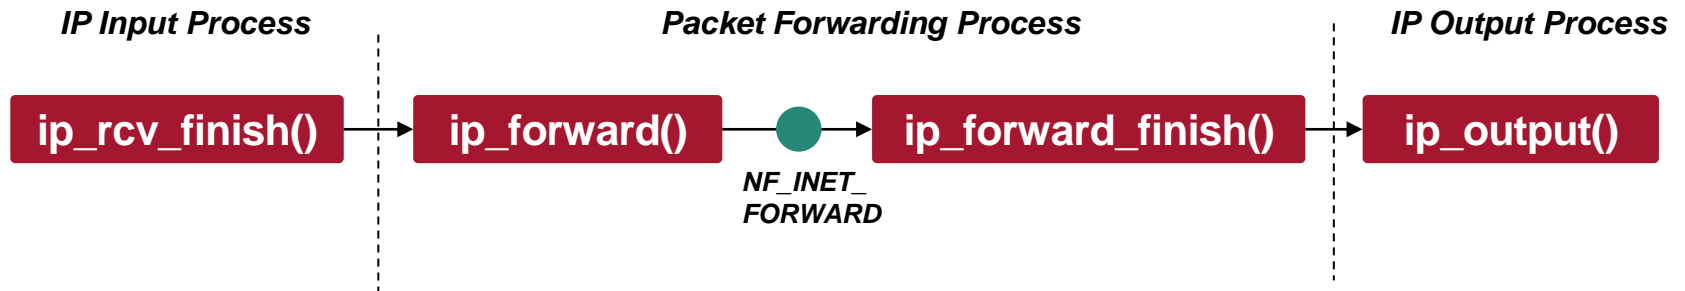 IP Input Process
Packet Forwarding Process
IP Output Process
ip_rcv_finish()
ip_forward()
ip_forward_finish()
ip_output()
NF_INET_
FORWARD